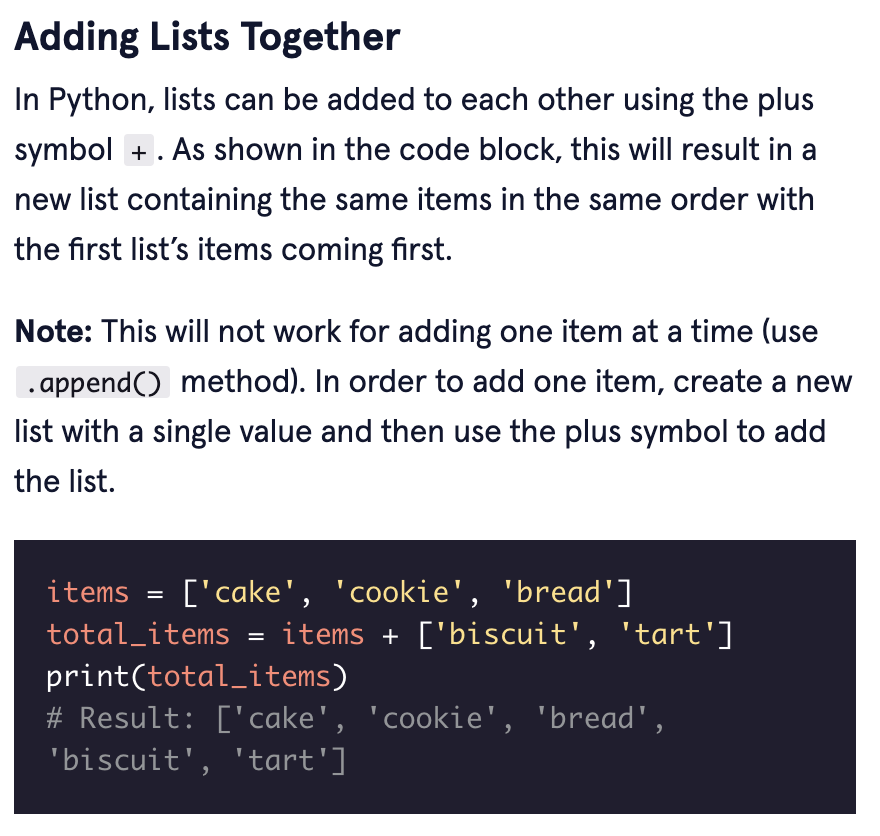 Adding Lists Together
In Python, lists can be added to each other using the plus
symbol + . As shown in the code block, this will result in a
new list containing the same items in the same order with
the first list’s items coming first.
Note: This will not work for adding one item at a time (use
.append() method). In order to add one item, create a new
list with a single value and then use the plus symbol to add
the list.
items = ['cake', 'cookie', 'bread']
total_items = items + ['biscuit', 'tart']
print(total_items)
# Result: ['cake', 'cookie', 'bread',
'biscuit', 'tart']